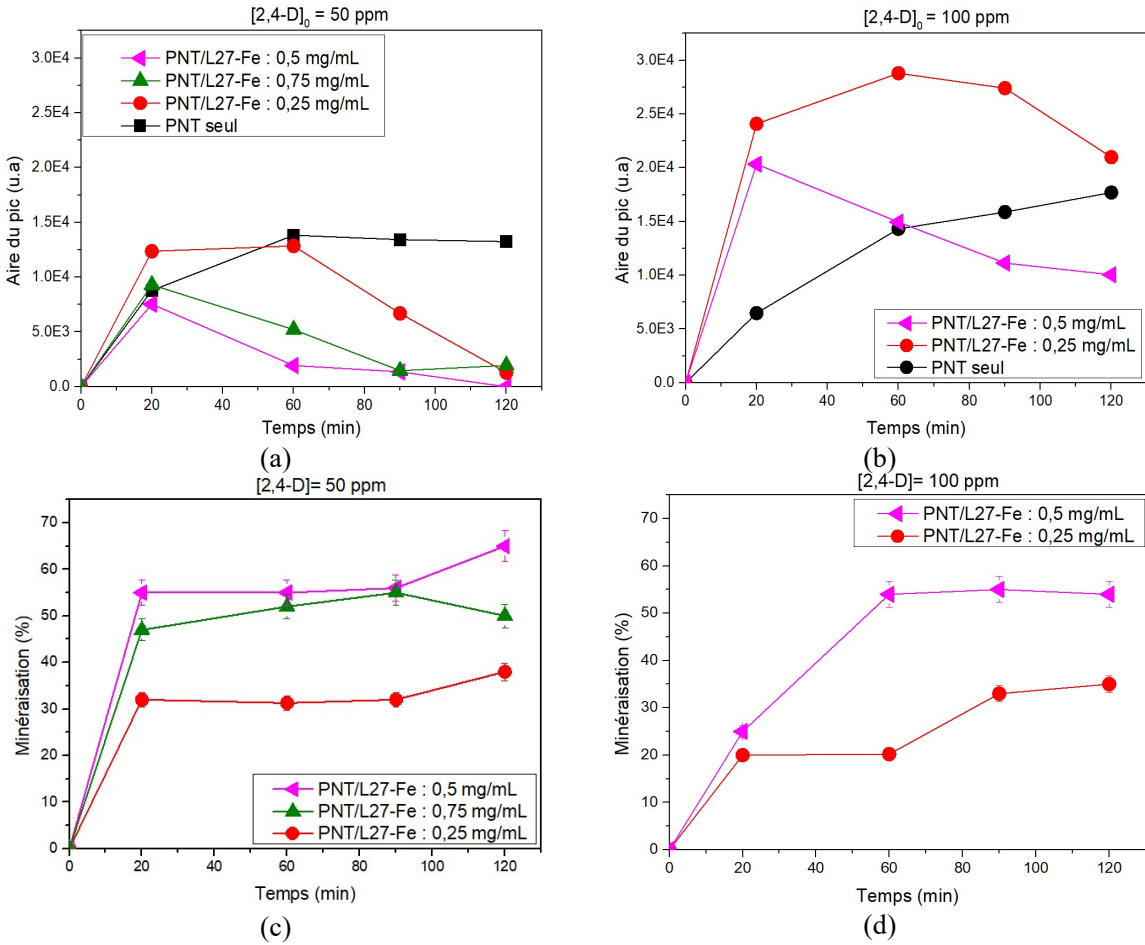 [2,4-D]0 = 50 ppm
PNT/L27-Fe : 0,5 mg/mL
PNT/L27-Fe : 0,75 mg/mL
PNT/L27-Fe : 0,25 mg/mL
PNT seul
Aire du pic (u.a)
3.0E4
2.5E4
2.0E4
1.5E4
1.0E4
5.0E3
0.0
0 20 40 60 80 100 120
Temps (min)
(a)
[2,4-D]0 = 100 ppm
Aire du pic (u.a)
3.0E4
2.5E4
2.0E4
1.5E4
1.0E4
5.0E3
0.0
PNT/L27-Fe : 0,5 mg/mL
PNT/L27-Fe : 0,25 mg/mL
PNT seul
0 20 40 60 80 100 120
Temps (min)
(b)
[2,4-D]= 50 ppm
Minéraisation (%)
70
60
50
40
30
20
10
0
PNT/L27-Fe : 0,5 mg/mL
PNT/L27-Fe : 0,75 mg/mL
PNT/L27-Fe : 0,25 mg/mL
0 20 40 60 80 100 120
Temps (min)
(c)
[2,4-D]= 100 ppm
PNT/L27-Fe : 0,5 mg/mL
PNT/L27-Fe : 0,25 mg/mL
Minéraisation (%)
70
60
50
40
30
20
10
0
0 20 40 60 80 100 120
Temps (min)
(d)